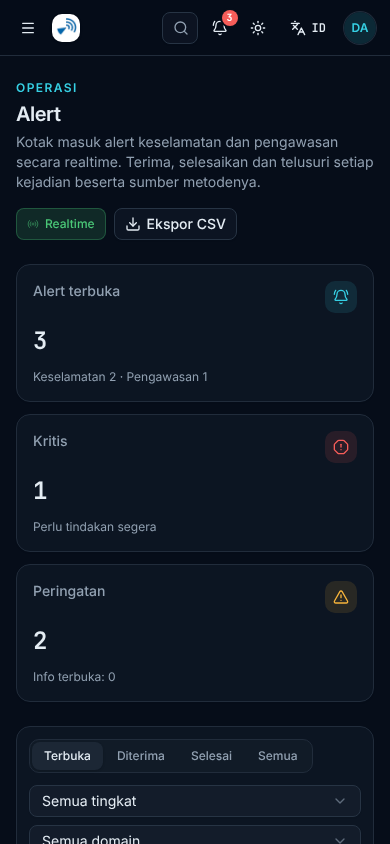 3
ID
DA
OPERASI
Alert
Kotak masuk alert keselamatan dan pengawasan
secara realtime. Terima, selesaikan dan telusuri setiap
kejadian beserta sumber metodenya.
Realtime
Ekspor CSV
Alert terbuka
3
Keselamatan 2 · Pengawasan 1
Kritis
1
Perlu tindakan segera
Peringatan
2
Info terbuka: 0
Terbuka Diterima Selesai Semua
Semua tingkat
Semua domain